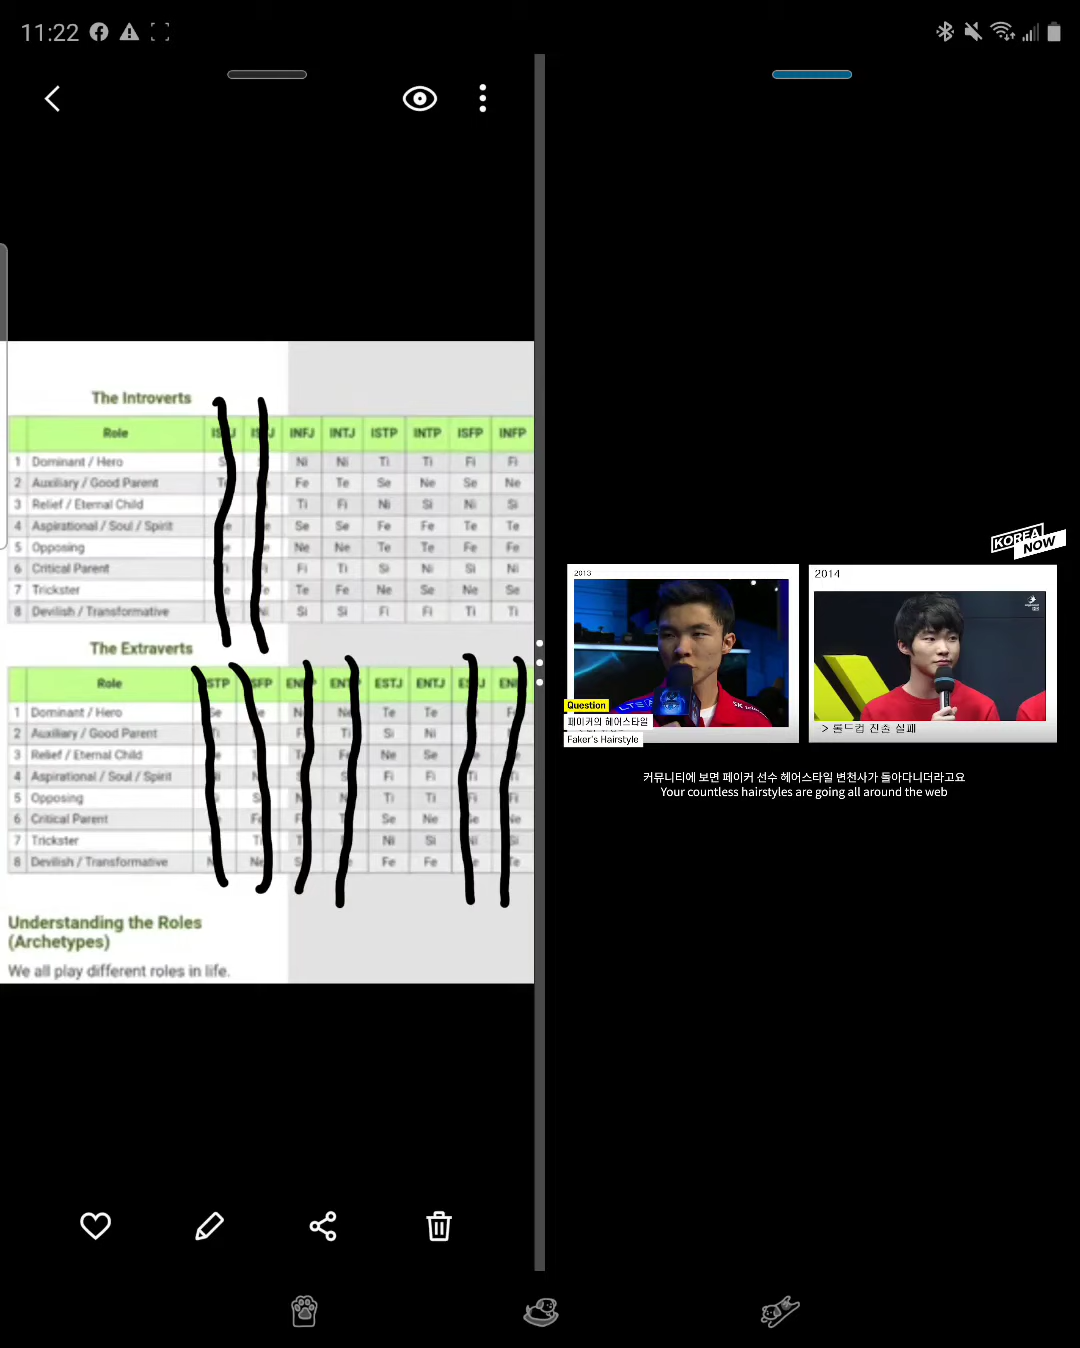 11:22
The Introverts
Role INFJ INTJ ISTP INTP ISFP INFP
1 Dominant / Hero Ni Ni Ti Ti Fi Fi
2 Auxiliary / Good Parent Fe Te Se Ne Se Ne
3 Relief / Eternal Child Ti Fi Ni Si Ni Si
4 Aspirational / Soul / Spirit Se Se Fe Fe Te Te
5 Opposing Ne Ne Te Te Fe Fe
6 Critical Parent Fi Ti Si Ni Si Ni
7 Trickster Te Fe Ne Se Ne Se
8 Devilish / Transformative Si Si Fi Fi Ti Ti
The Extraverts
Role ESTJ ENTJ
1 Dominant / Hero Te Te
2 Auxiliary / Good Parent Si Ni
3 Relief / Eternal Child Ne Se
4 Aspirational / Soul / Spirit Fi Fi
5 Opposing Ti Ti
6 Critical Parent Se Ne
7 Trickster Ni Si
8 Devilish / Transformative Fe Fe
Understanding the Roles
(Archetypes)
We all play different roles in life.
KOREA
NOW
2013
2014
Question
페이커의 헤어스타일
Faker's Hairstyle
> 롤드컵 진출 실패
커뮤니티에 보면 페이커 선수 헤어스타일 변천사가 돌아다니더라고요
Your countless hairstyles are going all around the web